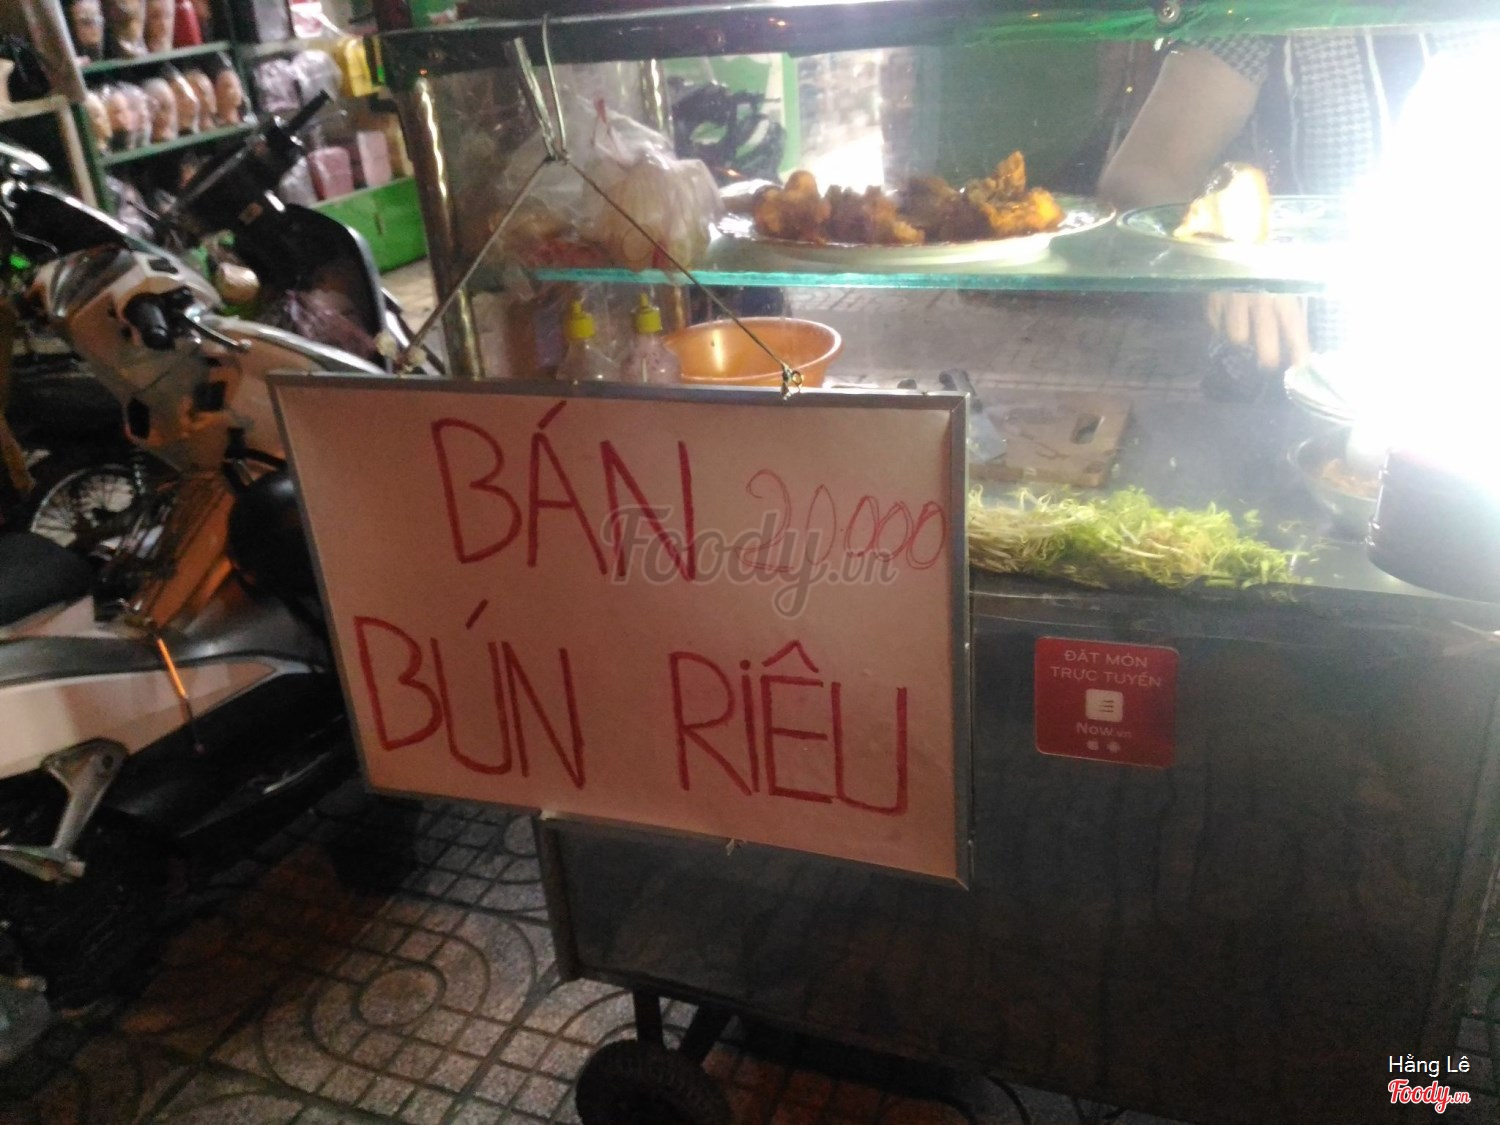 BÁN 20.000
BÚN RIÊU
Foody.vn
ĐẶT MÓN
TRỰC TUYẾN
Now.vn
Hằng Lê
Foody.vn